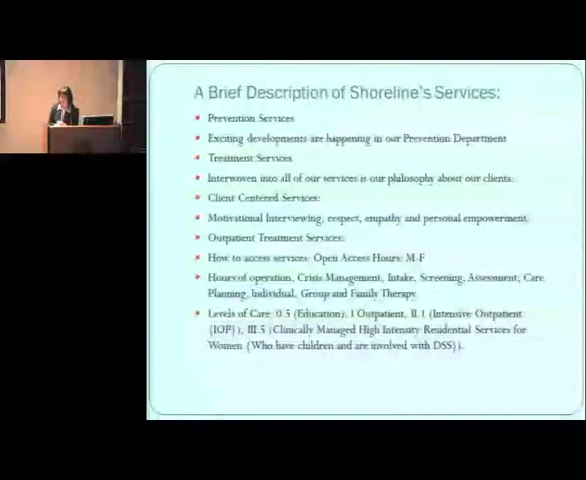 A Brief Description of Shoreline's Services:
Prevention Services
Exciting developments are happening in our Prevention Department
Treatment Services
Interwoven into all of our services is our philosophy about our clients:
Client Centered Services:
Motivational Interviewing, respect, empathy and personal empowerment.
Outpatient Treatment Services:
How to access services: Open Access Hours: M-F
Hours of operation, Crisis Management, Intake, Screening, Assessment, Care
Planning, Individual, Group and Family Therapy
Levels of Care: 0.5 (Education), I Outpatient, II.1 (Intensive Outpatient
{IOP}), III.5 (Clinically Managed High Intensity Residential Services for
Women {Who have children and are involved with DSS}).